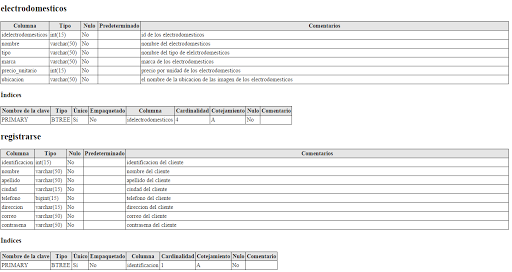 electrodomesticos
Columna Tipo Nulo Predeterminado Comentarios
idelectrodomesticos int(15) No id de los electrodomesticos
nombre varchar(50) No nombre del electrodomesticos
tipo varchar(50) No nombre del tipo de eletctrodomesticos
marca varchar(50) No marca de los electrodomesticos
precio_unitario int(15) No precio por unidad de los electrodomesticos
ubicacion varchar(50) No el nombre de la ubicacion de las imagen de los electrodomesticos
Índices
Nombre de la clave Tipo Único Empaquetado Columna Cardinalidad Cotejamiento Nulo Comentario
PRIMARY BTREE Sí No idelectrodomesticos 4 A No
registrarse
Columna Tipo Nulo Predeterminado Comentarios
identificacion int(15) No identificacion del cliente
nombre varchar(50) No nombre del cliente
apellido varchar(50) No apellido del cliente
ciudad varchar(15) No ciudad del cliente
telefono bigint(15) No telefono del cliente
direccion varchar(15) No direccion del cliente
correo varchar(50) No correo del cliente
contrasena varchar(50) No contrasena del cliente
Índices
Nombre de la clave Tipo Único Empaquetado Columna Cardinalidad Cotejamiento Nulo Comentario
PRIMARY BTREE Sí No identificacion 1 A No